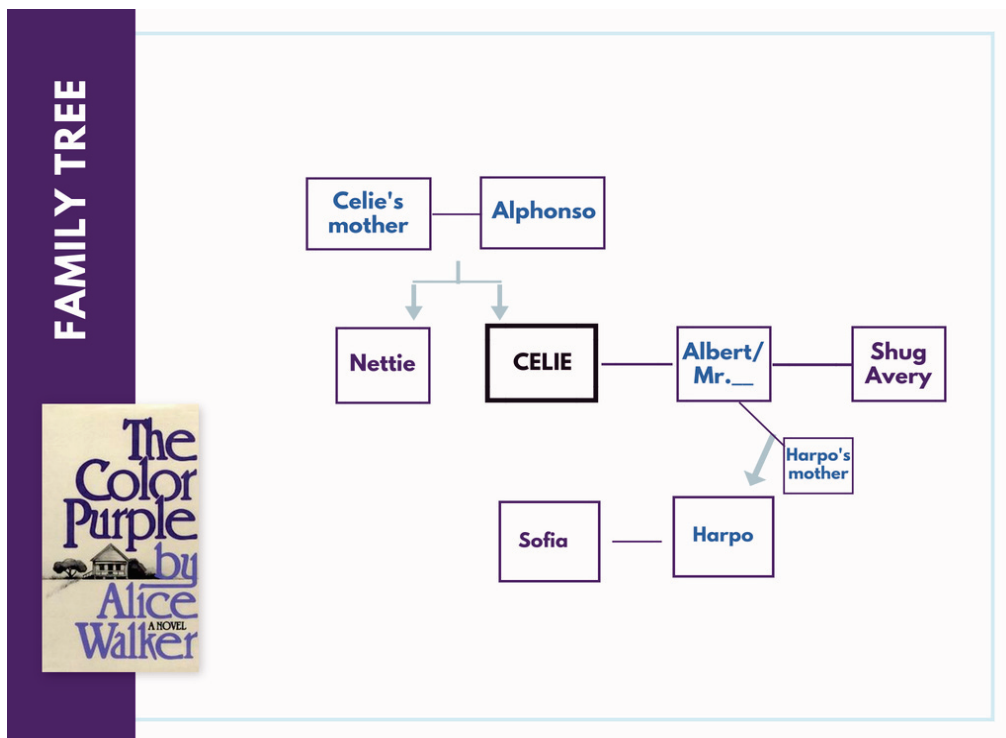 FAMILY TREE
Celie's
mother
Alphonso
Nettie
CELIE
Albert/
Mr.__
Shug
Avery
Harpo's
mother
Sofia
Harpo
The
Color
Purple
by
Alice
A NOVEL
Walker